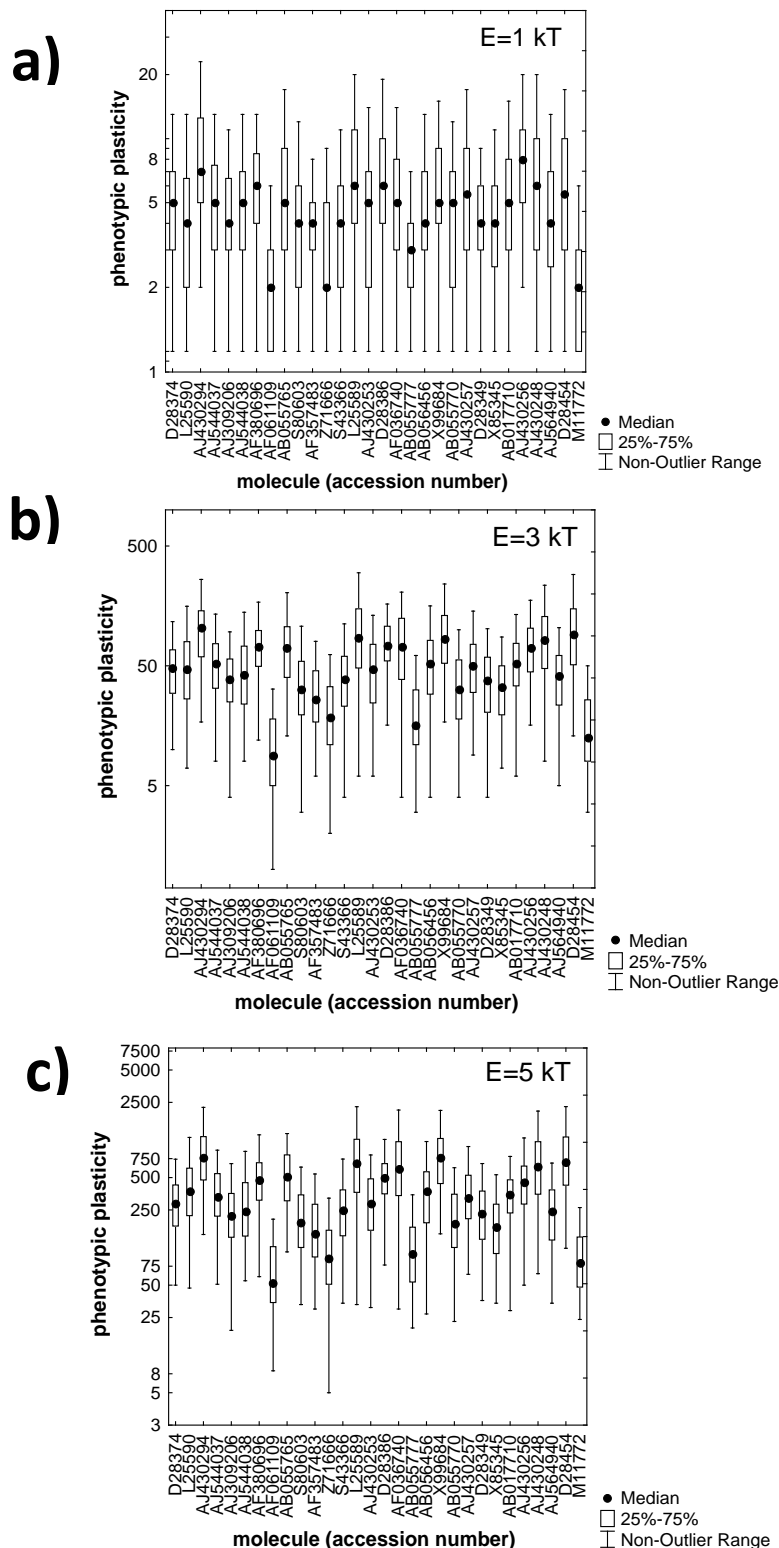 a)
E=1 kT
phenotypic plasticity
20
8
5
2
1
D28374
L25590
AJ430294
AJ544037
AJ309206
AJ544038
AF380696
AF061109
AB055765
S80603
AF357483
Z71666
S43366
L25589
AJ430253
D28386
AF036740
AB055777
AB056456
X99684
AB055770
AJ430257
D28349
X85345
AB017710
AJ430256
AJ430248
AJ564940
D28454
M11772
molecule (accession number)
Median
25%-75%
Non-Outlier Range
b)
E=3 kT
phenotypic plasticity
500
50
5
D28374
L25590
AJ430294
AJ544037
AJ309206
AJ544038
AF380696
AF061109
AB055765
S80603
AF357483
Z71666
S43366
L25589
AJ430253
D28386
AF036740
AB055777
AB056456
X99684
AB055770
AJ430257
D28349
X85345
AB017710
AJ430256
AJ430248
AJ564940
D28454
M11772
molecule (accession number)
Median
25%-75%
Non-Outlier Range
c)
E=5 kT
phenotypic plasticity
7500
5000
2500
750
500
250
75
50
25
8
5
3
D28374
L25590
AJ430294
AJ544037
AJ309206
AJ544038
AF380696
AF061109
AB055765
S80603
AF357483
Z71666
S43366
L25589
AJ430253
D28386
AF036740
AB055777
AB056456
X99684
AB055770
AJ430257
D28349
X85345
AB017710
AJ430256
AJ430248
AJ564940
D28454
M11772
molecule (accession number)
Median
25%-75%
Non-Outlier Range